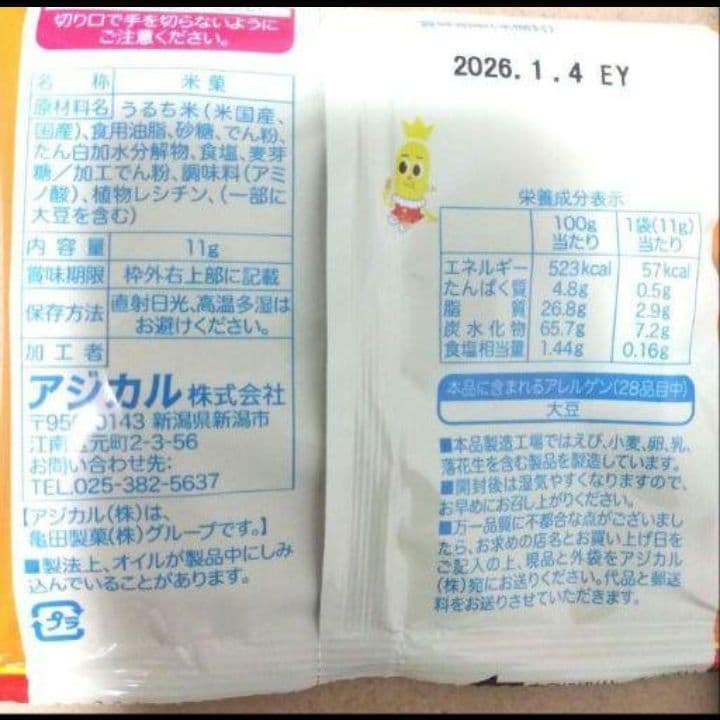 切り口で手を切らないように
ご注意ください。
名称 米菓
原材料名 うるち米(米国産、
国産)、食用油脂、砂糖、でん粉、
たん白加水分解物、食塩、麦芽
糖/加工でん粉、調味料(アミ
ノ酸)、植物レシチン、(一部に
大豆を含む)
内容量 11g
賞味期限 枠外右上部に記載
保存方法 直射日光、高温多湿は
お避けください。
加工者
アジカル株式会社
0143 新潟県新潟市
江南 元町2-3-56
お問い合わせ先:
TEL.025-382-5637
【アジカル(株)は、
亀田製菓(株)グループです。】
■製法上、オイルが製品中にしみ
込んでいることがあります。
プラ
2026.1.4 EY
栄養成分表示
100g当たり 1袋(11g)当たり
エネルギー 523kcal 57kcal
たんぱく質 4.8g 0.5g
脂質 26.8g 2.9g
炭水化物 65.7g 7.2g
食塩相当量 1.44g 0.16g
本品に含まれるアレルゲン(28品目中)
大豆
■本品製造工場ではえび、小麦、卵、乳、
落花生を含む製品を製造しています。
■開封後は湿気やすくなりますので、
お早めにお召し上がりください。
■万一品質に不都合な点がございまし
たら、お求めの店名とお買い上げ日を
ご記入の上、現品と外袋をアジカル
(株)宛にお送りください。代品と郵送
料をお送りさせていただきます。